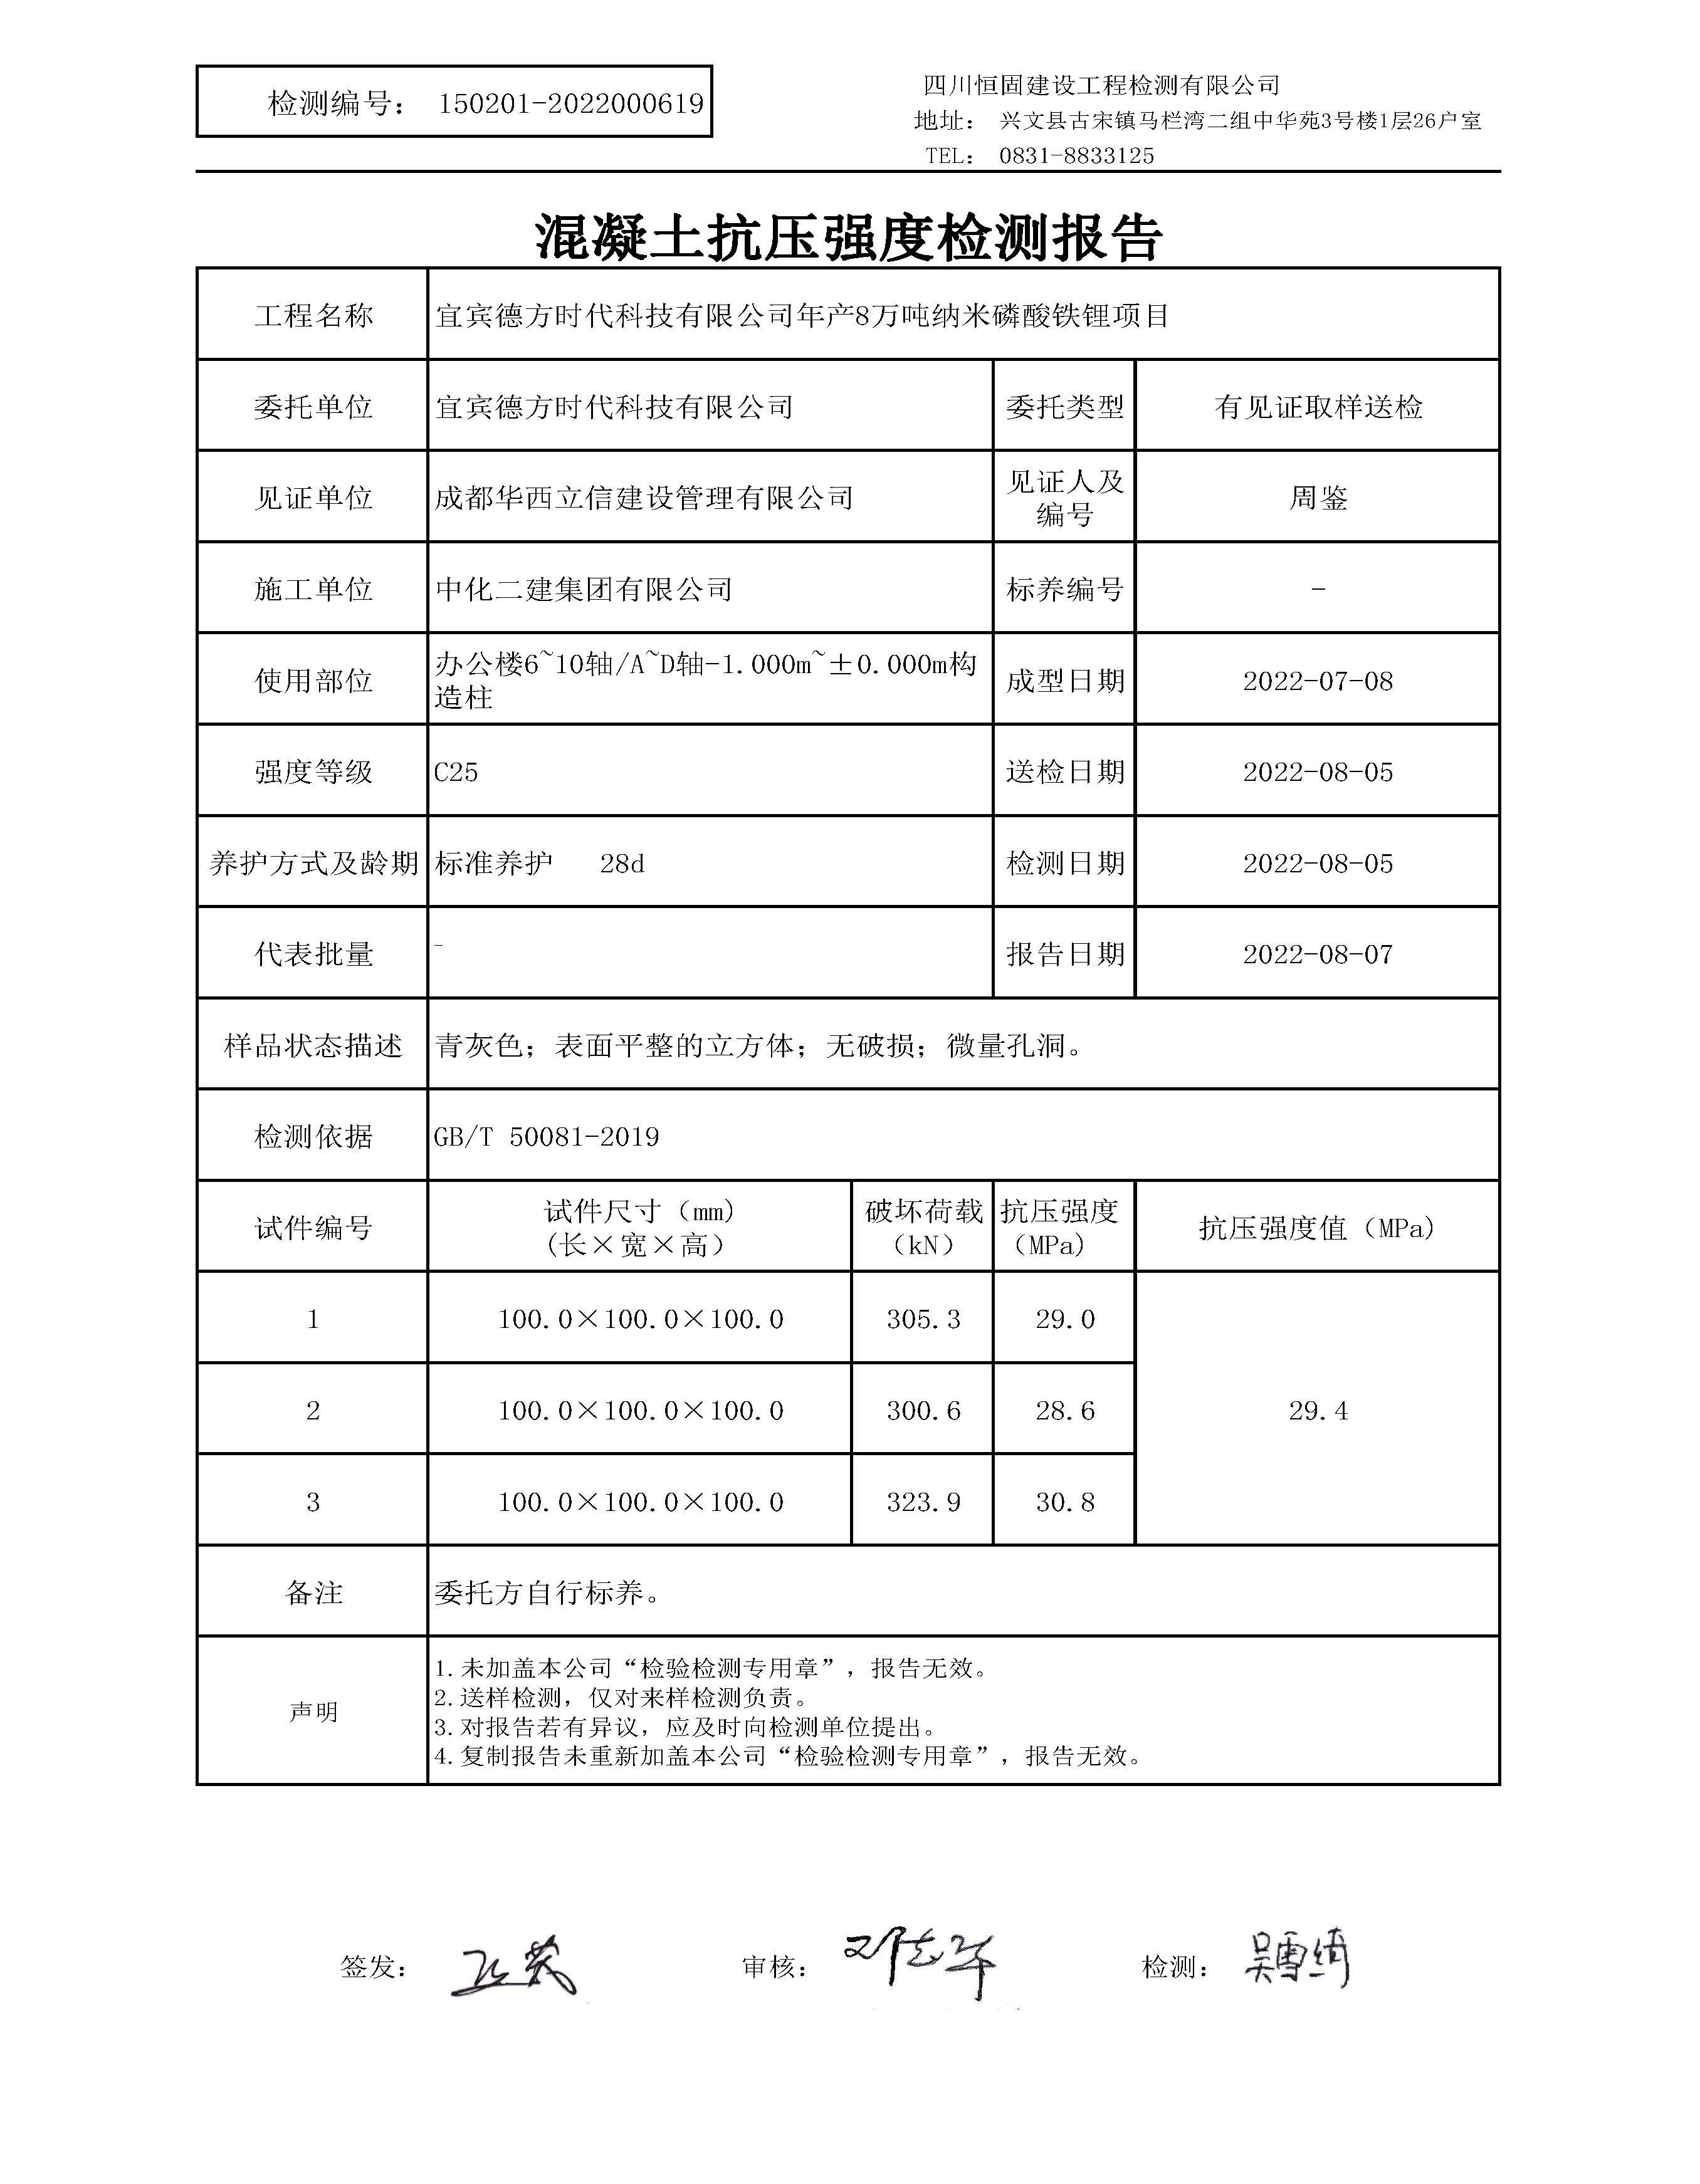 检测编号： 150201-2022000619
四川恒固建设工程检测有限公司
地址： 兴文县古宋镇马栏湾二组中华苑3号楼1层26户室
TEL： 0831-8833125
混凝土抗压强度检测报告
工程名称 宜宾德方时代科技有限公司年产8万吨纳米磷酸铁锂项目
委托单位 宜宾德方时代科技有限公司 委托类型 有见证取样送检
见证单位 成都华西立信建设管理有限公司 见证人及编号 周鉴
施工单位 中化二建集团有限公司 标养编号 -
使用部位 办公楼6~10轴/A~D轴-1.000m~±0.000m构造柱 成型日期 2022-07-08
强度等级 C25 送检日期 2022-08-05
养护方式及龄期 标准养护 28d 检测日期 2022-08-05
代表批量 - 报告日期 2022-08-07
样品状态描述 青灰色；表面平整的立方体；无破损；微量孔洞。
检测依据 GB/T 50081-2019
试件编号 试件尺寸（mm）(长×宽×高） 破坏荷载（kN） 抗压强度（MPa） 抗压强度值（MPa）
1 100.0×100.0×100.0 305.3 29.0
2 100.0×100.0×100.0 300.6 28.6 29.4
3 100.0×100.0×100.0 323.9 30.8
备注 委托方自行标养。
声明
1.未加盖本公司“检验检测专用章”，报告无效。
2.送样检测，仅对来样检测负责。
3.对报告若有异议，应及时向检测单位提出。
4.复制报告未重新加盖本公司“检验检测专用章”，报告无效。
签发： 审核： 邓志华 检测： 吴雪绮